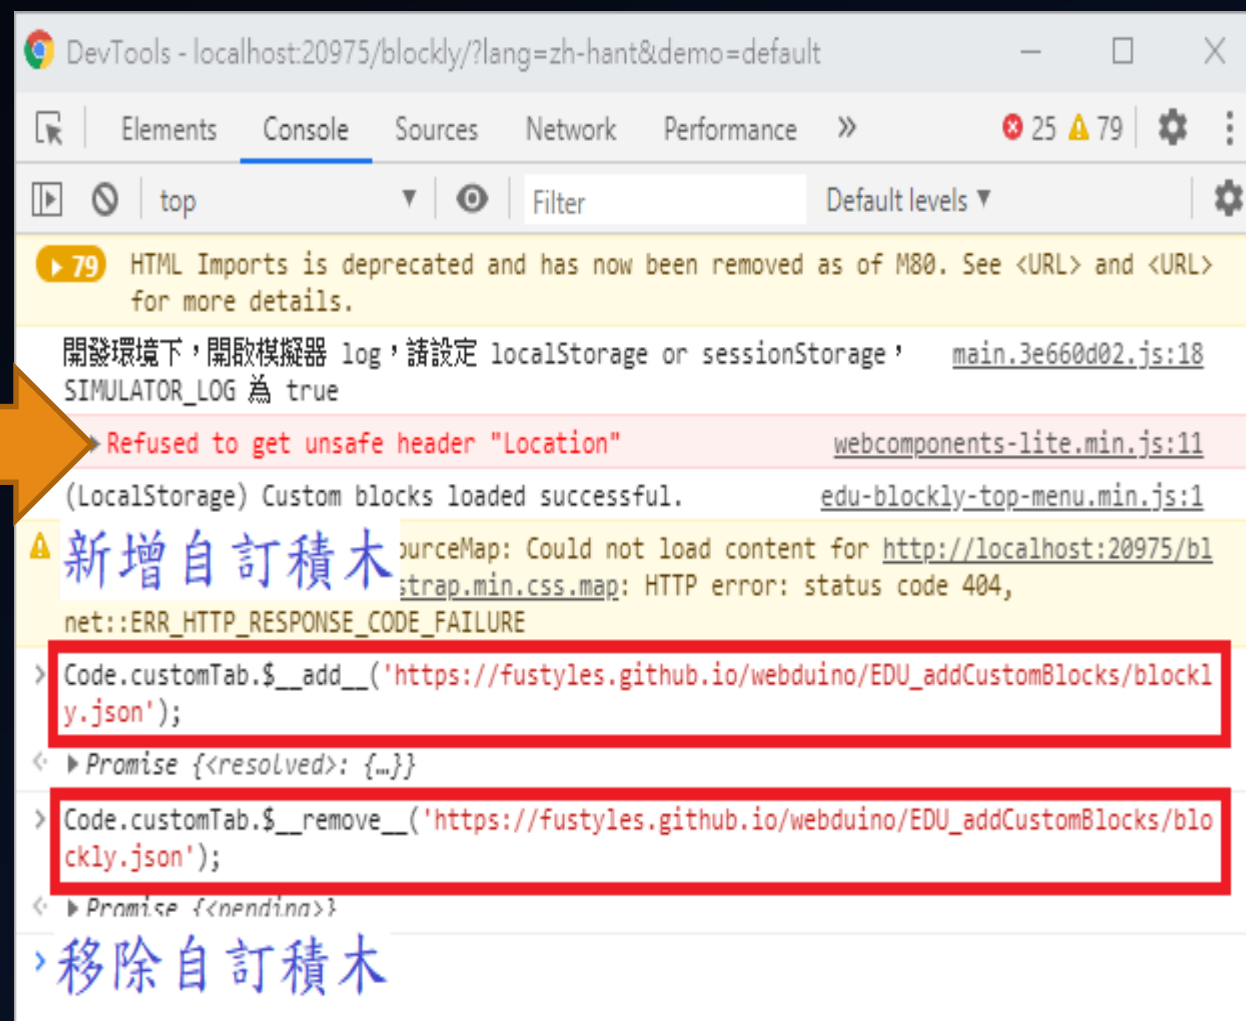 DevTools - localhost:20975/blockly/?lang=zh-hant&demo=default
Elements Console Sources Network Performance » 25 79
top Filter Default levels ▼
79 HTML Imports is deprecated and has now been removed as of M80. See <URL> and <URL>
for more details.
開發環境下，開啟模擬器 log，請設定 localStorage or sessionStorage， main.3e660d02.js:18
SIMULATOR_LOG 為 true
Refused to get unsafe header "Location" webcomponents-lite.min.js:11
(LocalStorage) Custom blocks loaded successful. edu-blockly-top-menu.min.js:1
新增自訂積木
ourceMap: Could not load content for http://localhost:20975/bl
strap.min.css.map: HTTP error: status code 404,
net::ERR_HTTP_RESPONSE_CODE_FAILURE
> Code.customTab.$__add__('https://fustyles.github.io/webduino/EDU_addCustomBlocks/blockl
y.json');
Promise {<resolved>: {…}}
> Code.customTab.$__remove__('https://fustyles.github.io/webduino/EDU_addCustomBlocks/blo
ckly.json');
Promise {<pending>}
移除自訂積木